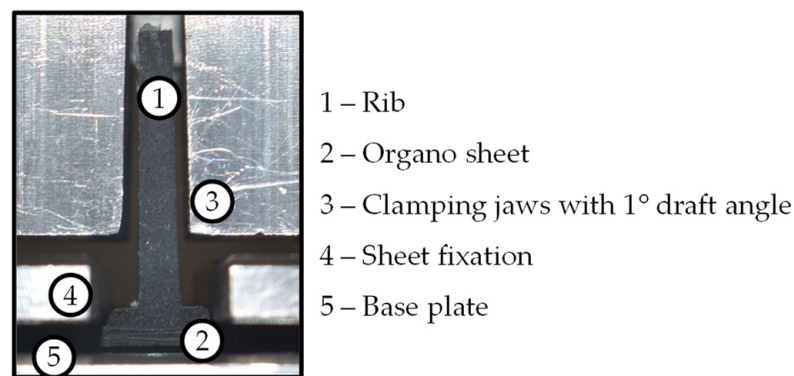 1
3
4
2
5
1 – Rib
2 – Organo sheet
3 – Clamping jaws with 1° draft angle
4 – Sheet fixation
5 – Base plate